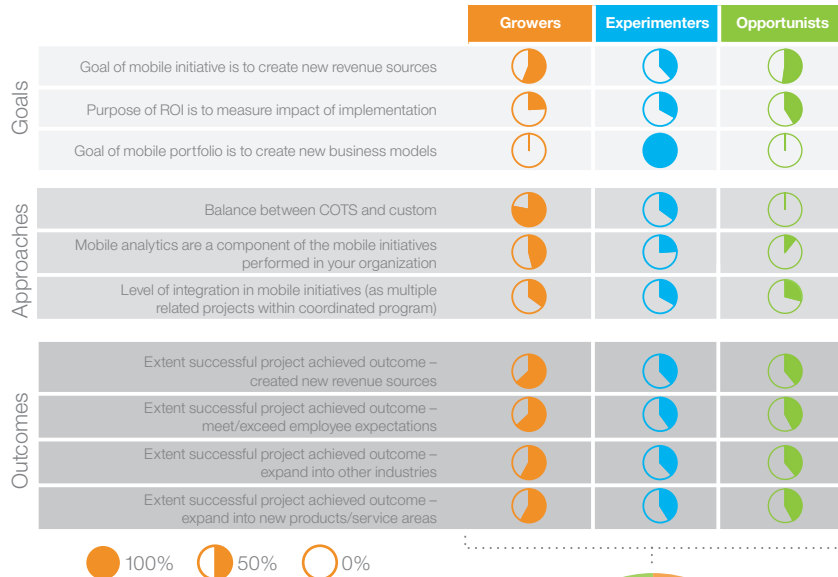 Growers Experimenters Opportunists
Goals
Goal of mobile initiative is to create new revenue sources
Purpose of ROI is to measure impact of implementation
Goal of mobile portfolio is to create new business models
Approaches
Balance between COTS and custom
Mobile analytics are a component of the mobile initiatives
performed in your organization
Level of integration in mobile initiatives (as multiple
related projects within coordinated program)
Outcomes
Extent successful project achieved outcome –
created new revenue sources
Extent successful project achieved outcome –
meet/exceed employee expectations
Extent successful project achieved outcome –
expand into other industries
Extent successful project achieved outcome –
expand into new products/service areas
100% 50% 0%